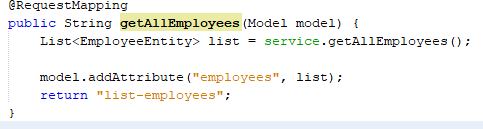 @RequestMapping
public String getAllEmployees(Model model) {
List<EmployeeEntity> list = service.getAllEmployees();
model.addAttribute("employees", list);
return "list-employees";
}